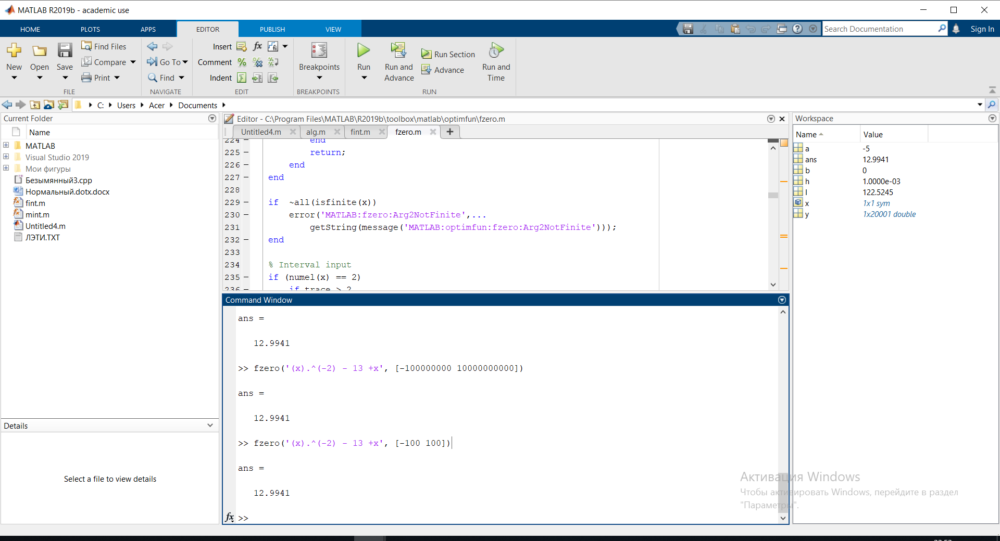 MATLAB R2019b - academic use
HOME PLOTS APPS EDITOR PUBLISH VIEW Search Documentation Sign In
New Open Save Find Files Compare Print FILE
Go To Find NAVIGATE
Insert fx Comment Indent EDIT
Breakpoints BREAKPOINTS
Run Run and Advance Run Section Advance Run and Time RUN
C: Users Acer Documents
Current Folder
Name
MATLAB
Visual Studio 2019
Мои фигуры
Безымянный3.cpp
Нормальный.dotx.docx
fint.m
mint.m
Untitled4.m
ЛЭТИ.TXT
Details
Select a file to view details
Editor - C:\Program Files\MATLAB\R2019b\toolbox\matlab\optimfun\fzero.m
Untitled4.m alg.m fint.m fzero.m +
224 – end
225 – return;
226 – end
227 – end
228
229 – if ~all(isfinite(x))
230 – error('MATLAB:fzero:Arg2NotFinite',...
231 getString(message('MATLAB:optimfun:fzero:Arg2NotFinite')));
232 – end
233
234 % Interval input
235 – if (numel(x) == 2)
236 – if trace > 2
Command Window
ans =
12.9941
>> fzero('(x).^(-2) - 13 +x', [-100000000 10000000000])
ans =
12.9941
>> fzero('(x).^(-2) - 13 +x', [-100 100])
ans =
12.9941
fx >>
Workspace
Name Value
a -5
ans 12.9941
b 0
h 1.0000e-03
I 122.5245
x 1x1 sym
y 1x20001 double
Активация Windows
Чтобы активировать Windows, перейдите в раздел
"Параметры".